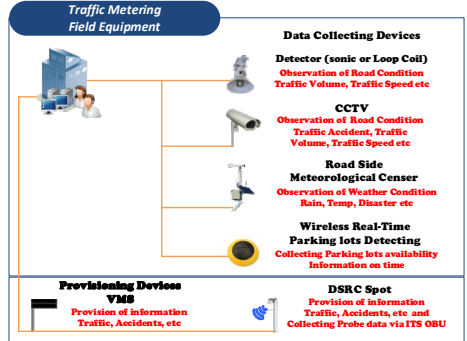 Traffic Metering
Field Equipment
Data Collecting Devices
Detector (sonic or Loop Coil)
Observation of Road Condition
Traffic Volume, Traffic Speed etc
CCTV
Observation of Road Condition
Traffic Accident, Traffic
Volume, Traffic Speed etc
Road Side
Meteorological Censer
Observation of Weather Condition
Rain, Temp, Disaster etc
Wireless Real-Time
Parking lots Detecting
Collecting Parking lots availability
Information on time
Provisioning Devices
VMS
Provision of information
Traffic, Accidents, etc
DSRC Spot
Provision of information
Traffic, Accidents, etc and
Collecting Probe data via ITS OBU